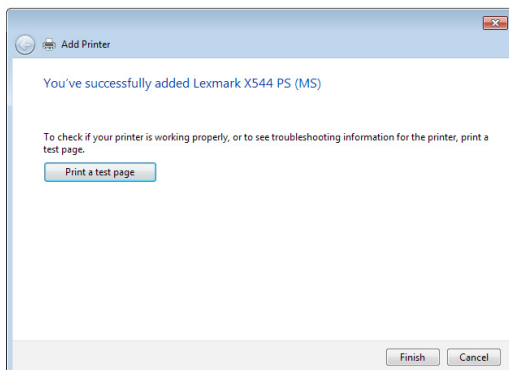 Add Printer
You've successfully added Lexmark X544 PS (MS)
To check if your printer is working properly, or to see troubleshooting information for the printer, print a
test page.
Print a test page
Finish
Cancel